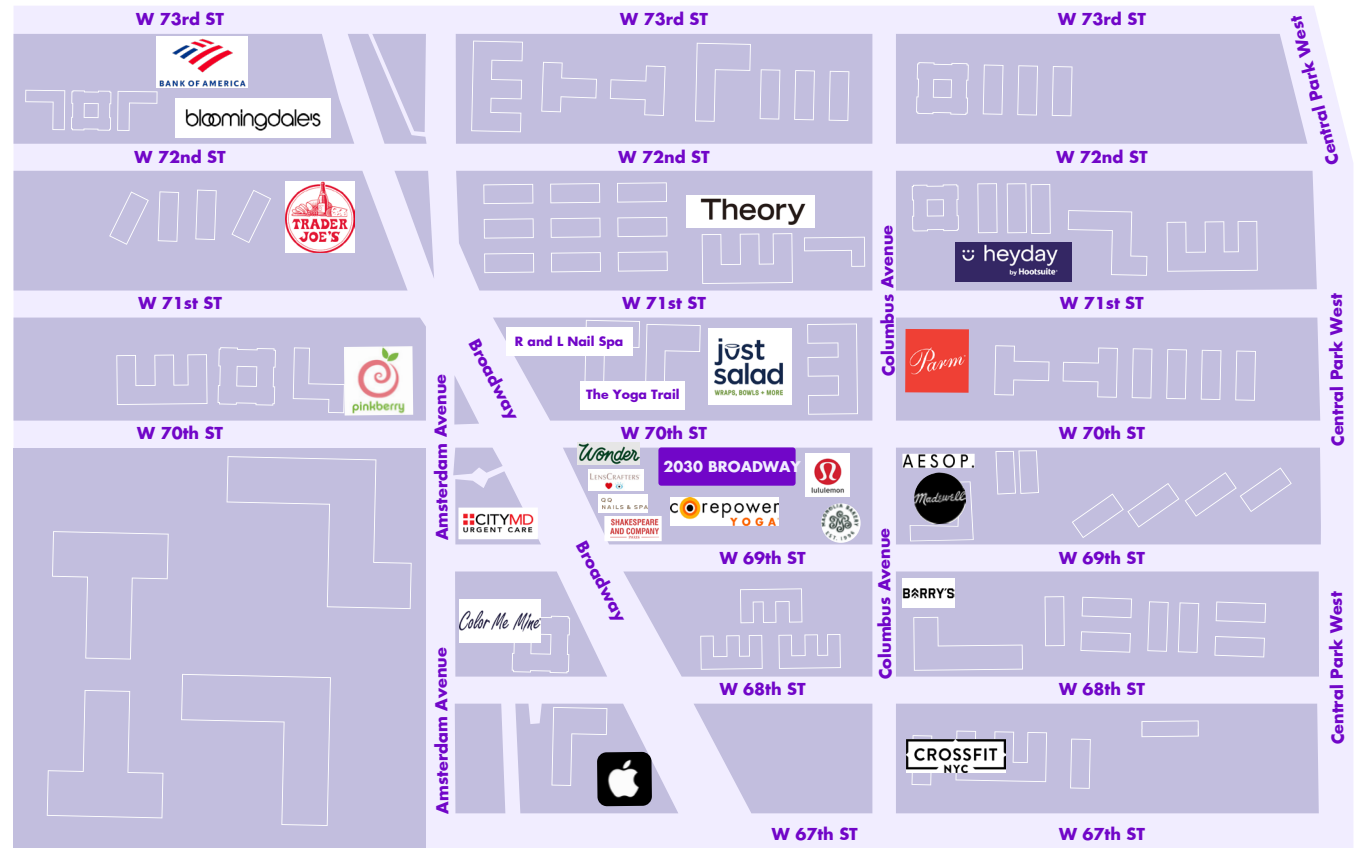 W 73rd ST
W 73rd ST
W 73rd ST
Central Park West
BANK OF AMERICA
bloomingdale's
W 72nd ST
W 72nd ST
W 72nd ST
TRADER
JOE'S
Theory
heyday
by Hootsuite
Columbus Avenue
W 71st ST
W 71st ST
W 71st ST
Central Park West
pinkberry
Broadway
R and L Nail Spa
The Yoga Trail
just
salad
WRAPS, BOWLS + MORE
Parm
Amsterdam Avenue
W 70th ST
W 70th ST
W 70th ST
CITYMD
URGENT CARE
Wonder
LENSCRAFTERS
QQ
NAILS & SPA
SHAKESPEARE
AND COMPANY
2030 BROADWAY
corepower
YOGA
lululemon
MAGNOLIA BAKERY
EST. 1996
AESOP.
Madewell
Broadway
W 69th ST
Columbus Avenue
W 69th ST
Color Me Mine
BARRY'S
Central Park West
Amsterdam Avenue
W 68th ST
W 68th ST
CROSSFIT
NYC
W 67th ST
W 67th ST